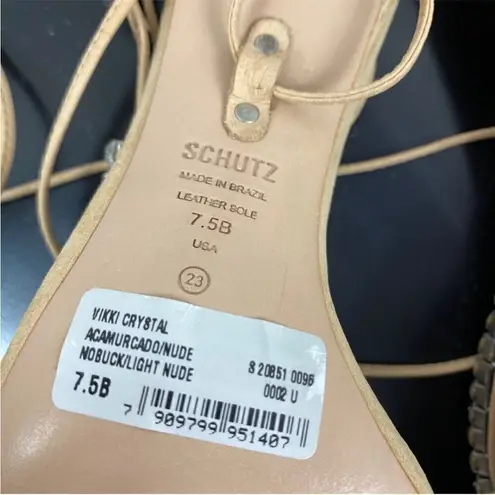 SCHUTZ
MADE IN BRAZIL
LEATHER SOLE
7.5B
USA
23
VIKKI CRYSTAL
ACAMURCADO/NUDE
NOBUCK/LIGHT NUDE
S 20851 0096
7.5B
0002 U
7 909799 951407